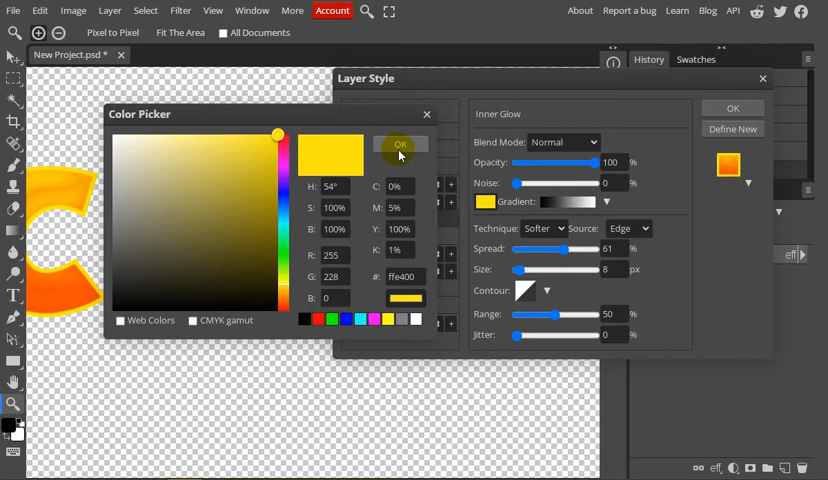 File Edit Image Layer Select Filter View Window More Account About Report a bug Learn Blog API
Pixel to Pixel Fit The Area All Documents
New Project.psd * History Swatches
Layer Style
Color Picker
OK
Inner Glow
OK
Define New
Blend Mode: Normal
Opacity: 100 %
Noise: 0 %
Gradient:
Technique: Softer Source: Edge
Spread: 61 %
Size: 8 px
Contour:
Range: 50 %
Jitter: 0 %
H: 54° C: 0%
S: 100% M: 5%
B: 100% Y: 100%
K: 1%
R: 255
G: 228 #: ffe400
B: 0
Web Colors CMYK gamut
C
eff
eff